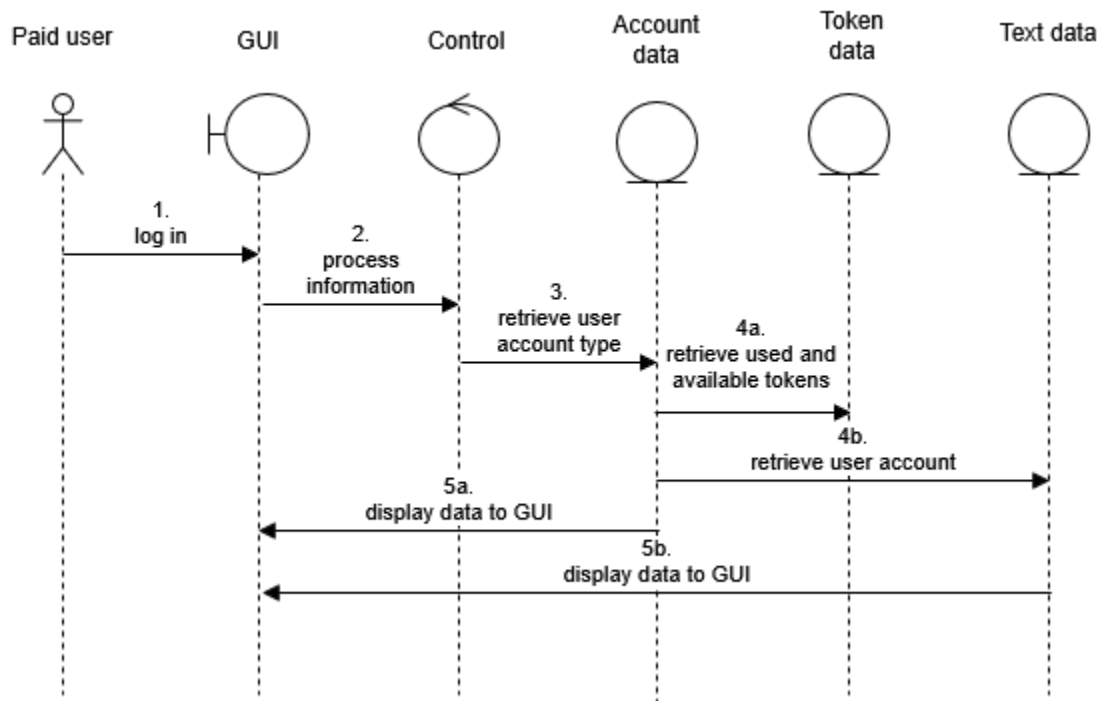 Paid user
GUI
Control
Account
data
Token
data
Text data
1.
log in
2.
process
information
3.
retrieve user
account type
4a.
retrieve used and
available tokens
4b.
retrieve user account
5a.
display data to GUI
5b.
display data to GUI